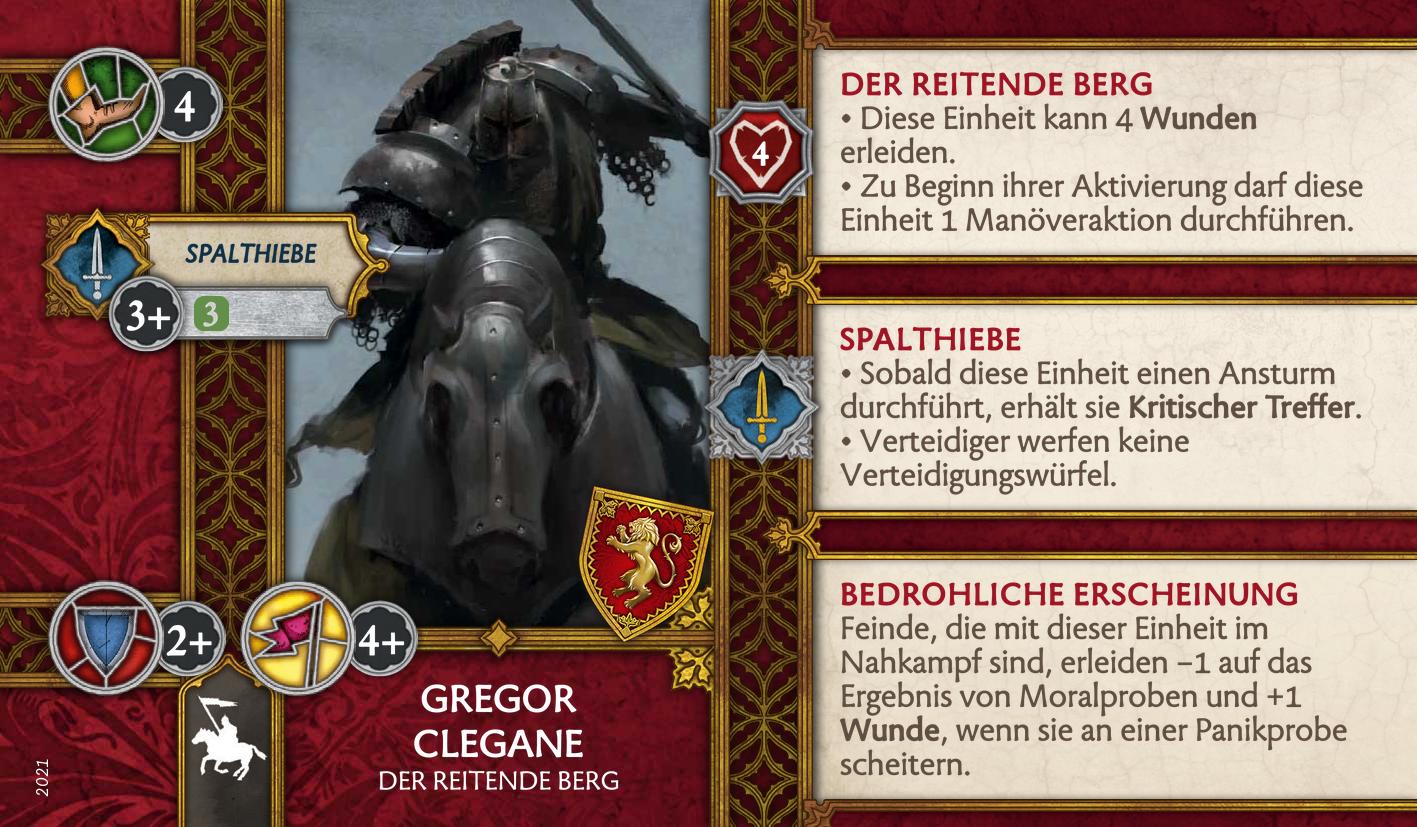 4
SPALTHIEBE
3+ 3
2+ 4+
GREGOR
CLEGANE
DER REITENDE BERG
2021
4
DER REITENDE BERG
• Diese Einheit kann 4 Wunden
erleiden.
• Zu Beginn ihrer Aktivierung darf diese
Einheit 1 Manöveraktion durchführen.
SPALTHIEBE
• Sobald diese Einheit einen Ansturm
durchführt, erhält sie Kritischer Treffer.
• Verteidiger werfen keine
Verteidigungswürfel.
BEDROHLICHE ERSCHEINUNG
Feinde, die mit dieser Einheit im
Nahkampf sind, erleiden −1 auf das
Ergebnis von Moralproben und +1
Wunde, wenn sie an einer Panikprobe
scheitern.